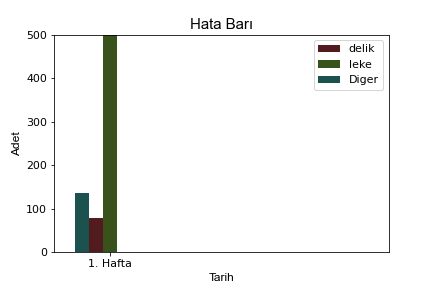 Hata Barı
500
400
300
200
100
0
Adet
delik
leke
Diger
1. Hafta
Tarih